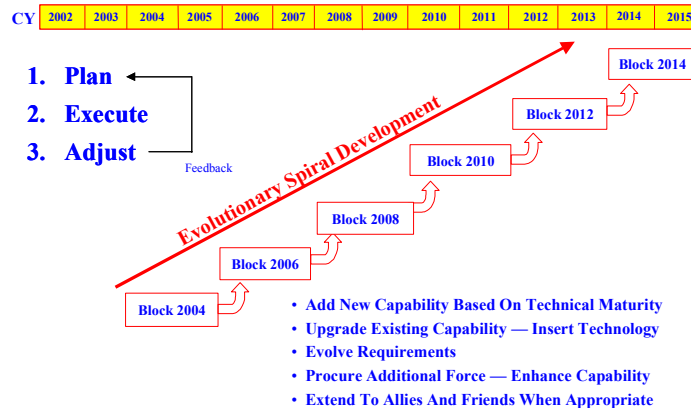 CY 2002 2003 2004 2005 2006 2007 2008 2009 2010 2011 2012 2013 2014 2015
1. Plan
2. Execute
3. Adjust
Feedback
Evolutionary Spiral Development
Block 2014
Block 2012
Block 2010
Block 2008
Block 2006
Block 2004
• Add New Capability Based On Technical Maturity
• Upgrade Existing Capability — Insert Technology
• Evolve Requirements
• Procure Additional Force — Enhance Capability
• Extend To Allies And Friends When Appropriate